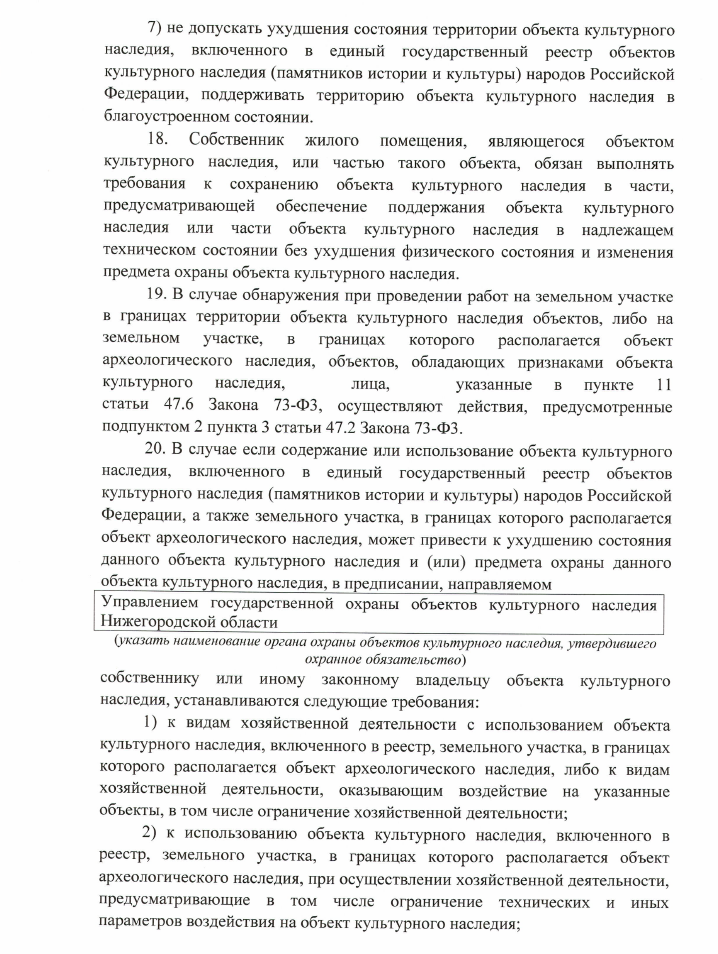 7) не допускать ухудшения состояния территории объекта культурного
наследия, включенного в единый государственный реестр объектов
культурного наследия (памятников истории и культуры) народов Российской
Федерации, поддерживать территорию объекта культурного наследия в
благоустроенном состоянии.
18. Собственник жилого помещения, являющегося объектом
культурного наследия, или частью такого объекта, обязан выполнять
требования к сохранению объекта культурного наследия в части,
предусматривающей обеспечение поддержания объекта культурного
наследия или части объекта культурного наследия в надлежащем
техническом состоянии без ухудшения физического состояния и изменения
предмета охраны объекта культурного наследия.
19. В случае обнаружения при проведении работ на земельном участке
в границах территории объекта культурного наследия объектов, либо на
земельном участке, в границах которого располагается объект
археологического наследия, объектов, обладающих признаками объекта
культурного наследия, лица, указанные в пункте 11
статьи 47.6 Закона 73-ФЗ, осуществляют действия, предусмотренные
подпунктом 2 пункта 3 статьи 47.2 Закона 73-ФЗ.
20. В случае если содержание или использование объекта культурного
наследия, включенного в единый государственный реестр объектов
культурного наследия (памятников истории и культуры) народов Российской
Федерации, а также земельного участка, в границах которого располагается
объект археологического наследия, может привести к ухудшению состояния
данного объекта культурного наследия и (или) предмета охраны данного
объекта культурного наследия, в предписании, направляемом
Управлением государственной охраны объектов культурного наследия
Нижегородской области
(указать наименование органа охраны объектов культурного наследия, утвердившего
охранное обязательство)
собственнику или иному законному владельцу объекта культурного
наследия, устанавливаются следующие требования:
1) к видам хозяйственной деятельности с использованием объекта
культурного наследия, включенного в реестр, земельного участка, в границах
которого располагается объект археологического наследия, либо к видам
хозяйственной деятельности, оказывающим воздействие на указанные
объекты, в том числе ограничение хозяйственной деятельности;
2) к использованию объекта культурного наследия, включенного в
реестр, земельного участка, в границах которого располагается объект
археологического наследия, при осуществлении хозяйственной деятельности,
предусматривающие в том числе ограничение технических и иных
параметров воздействия на объект культурного наследия;